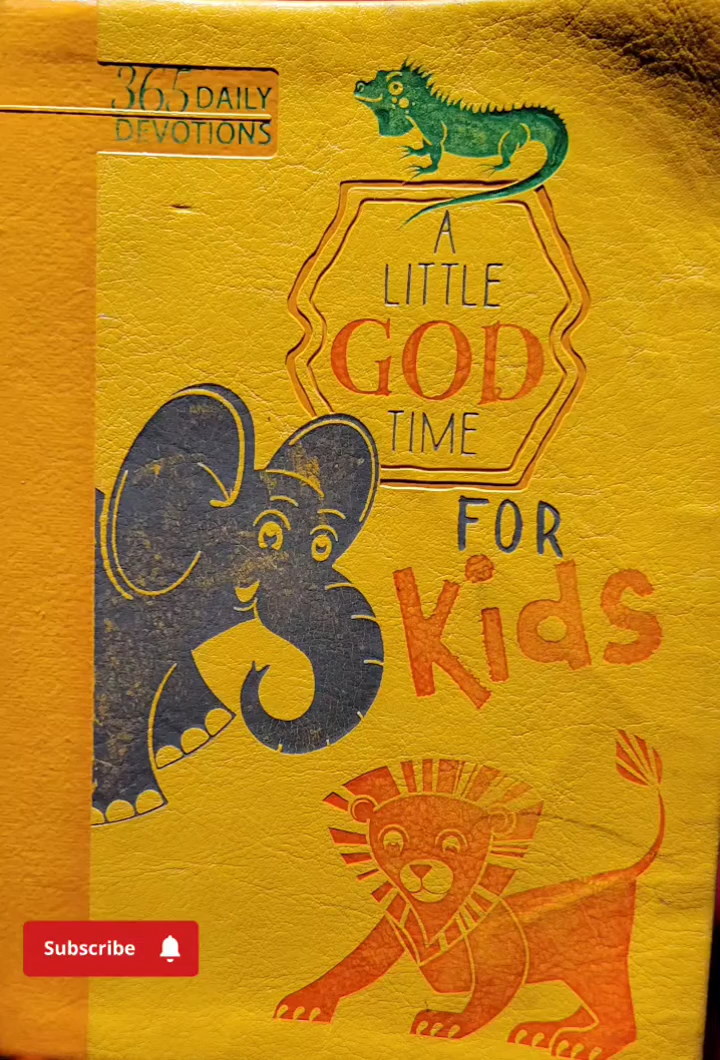 365 DAILY
DEVOTIONS
A
LITTLE
GOD
TIME
FOR
Kids
Subscribe